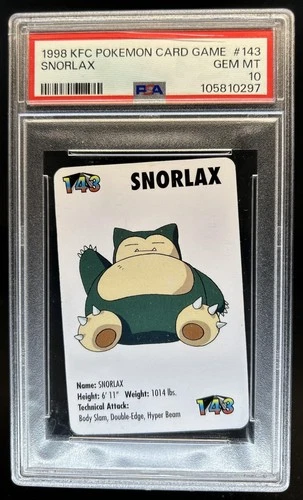 1998 KFC POKEMON CARD GAME #143
SNORLAX GEM MT
10
PSA 105810297
143 SNORLAX
Name: SNORLAX
Height: 6' 11" Weight: 1014 lbs.
Technical Attack:
Body Slam, Double-Edge, Hyper Beam
143